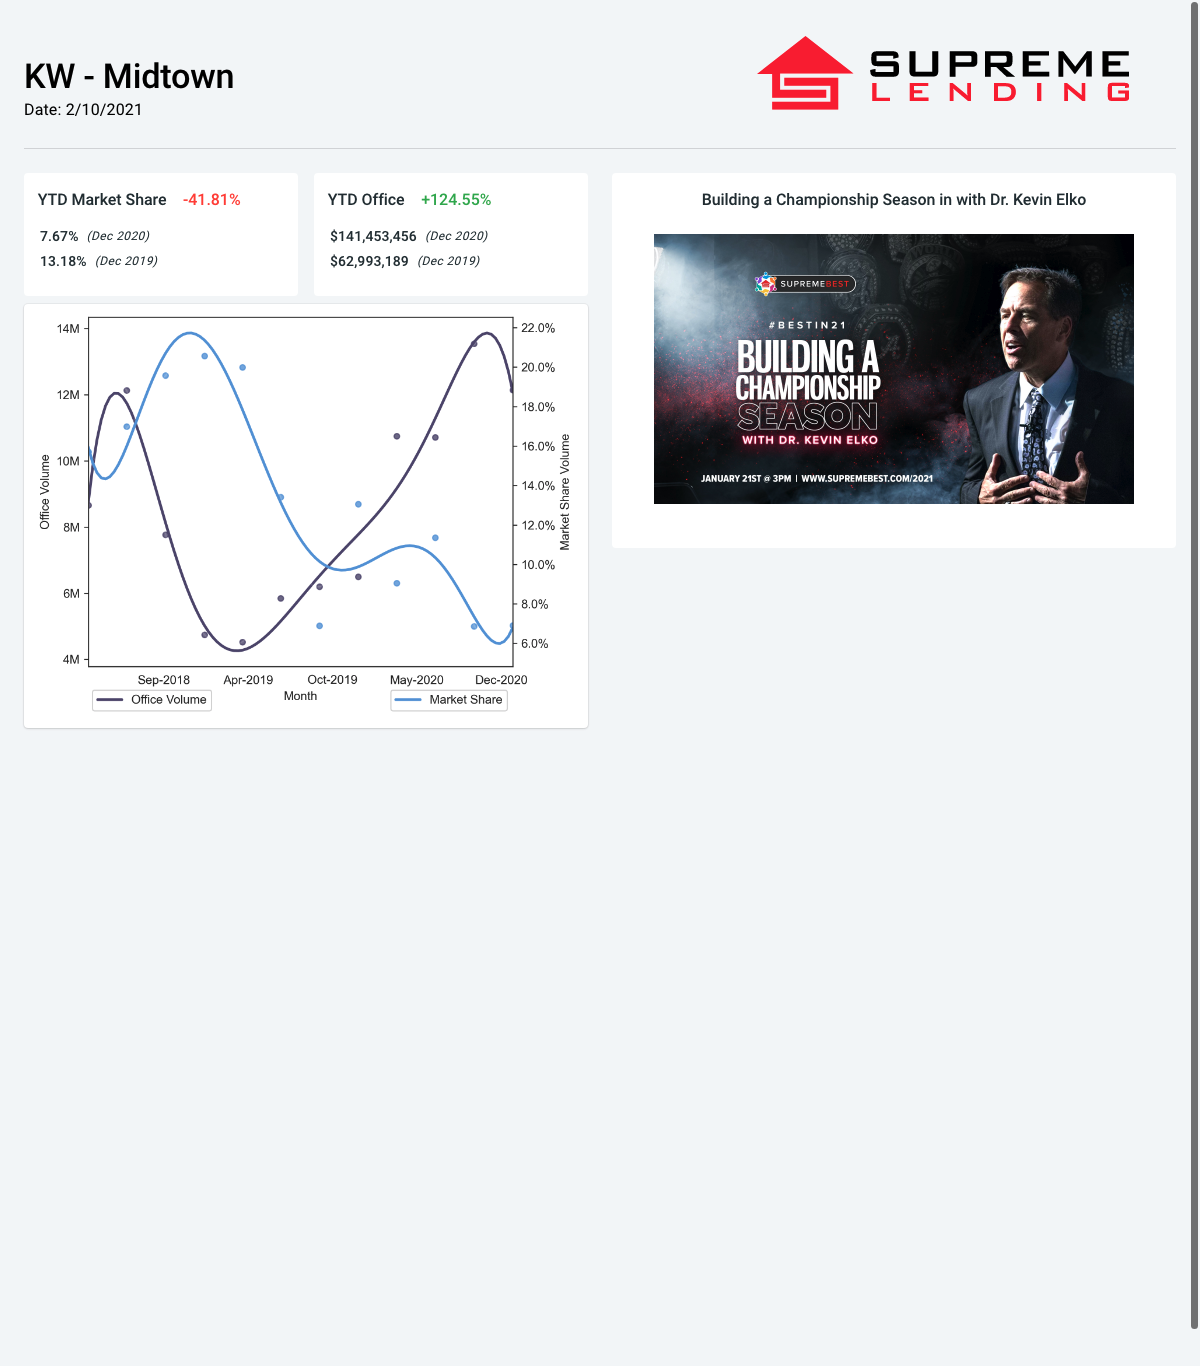 KW - Midtown
Date: 2/10/2021
SUPREME
LENDING
YTD Market Share -41.81%
7.67% (Dec 2020)
13.18% (Dec 2019)
YTD Office +124.55%
$141,453,456 (Dec 2020)
$62,993,189 (Dec 2019)
14M
12M
10M
8M
6M
4M
Office Volume
22.0%
20.0%
18.0%
16.0%
14.0%
12.0%
10.0%
8.0%
6.0%
Market Share Volume
Sep-2018 Apr-2019 Oct-2019 May-2020 Dec-2020
Month
Office Volume
Market Share
Building a Championship Season in with Dr. Kevin Elko
SUPREMEBEST
#BESTIN21
BUILDING A
CHAMPIONSHIP
SEASON
WITH DR. KEVIN ELKO
JANUARY 21ST @ 3PM | WWW.SUPREMEBEST.COM/2021